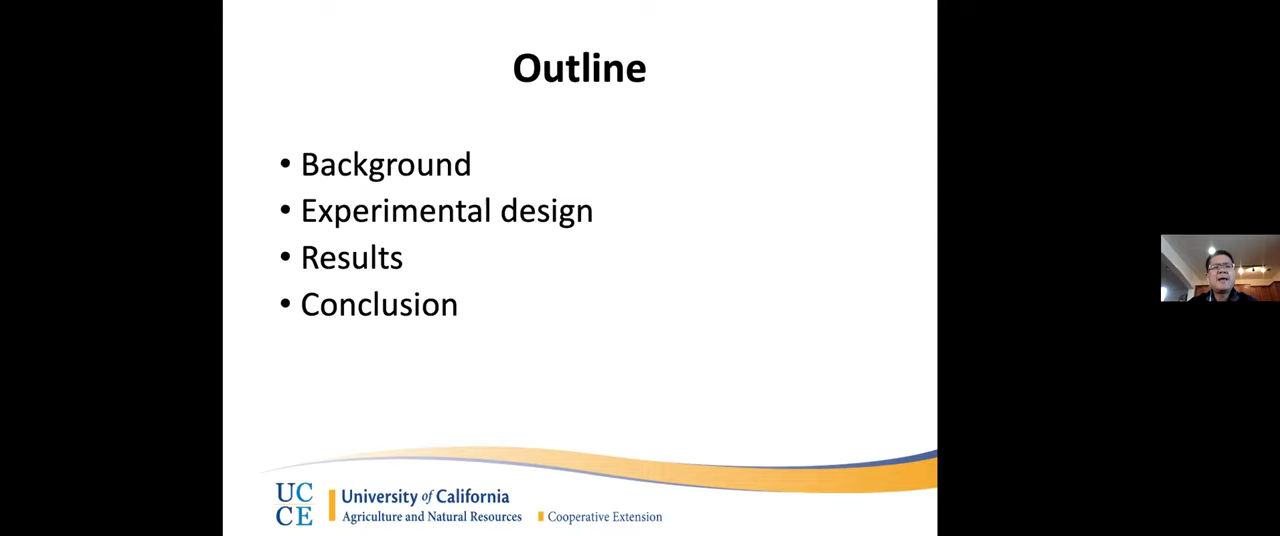 Outline
• Background
• Experimental design
• Results
• Conclusion
UC
CE
University of California
Agriculture and Natural Resources
Cooperative Extension